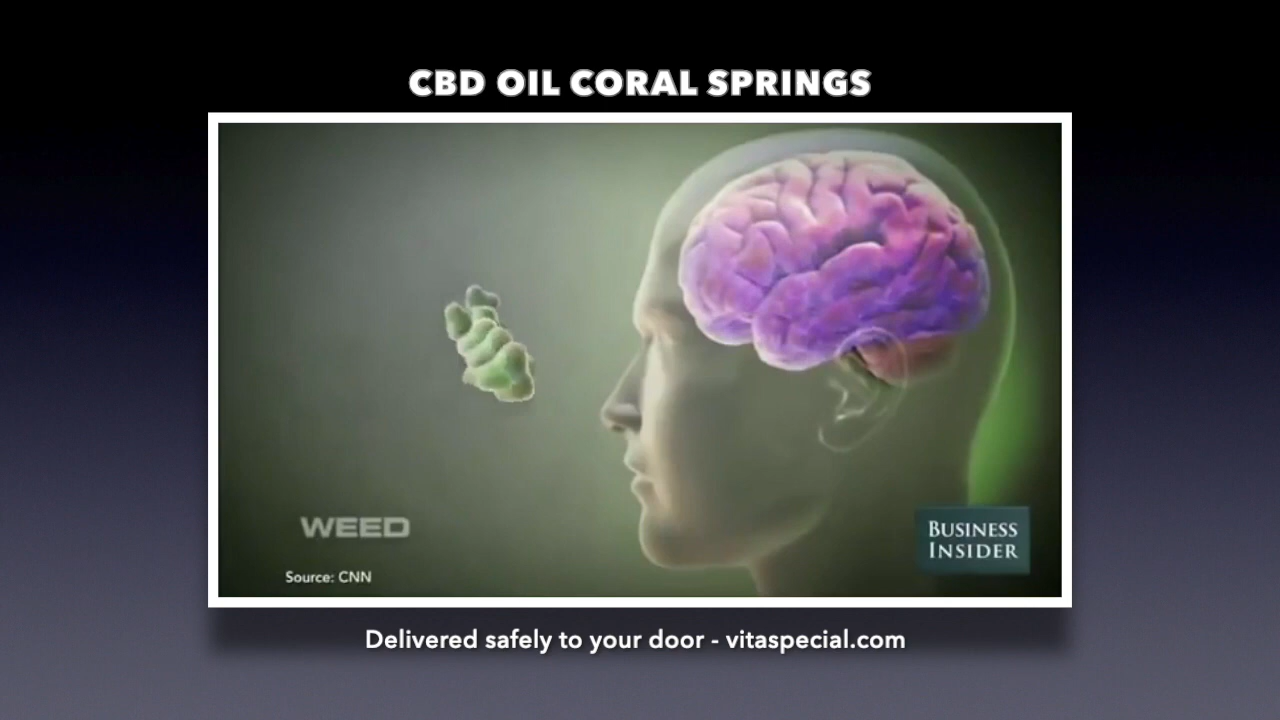 CBD OIL CORAL SPRINGS
WEED
BUSINESS
INSIDER
Source: CNN
Delivered safely to your door - vitaspecial.com